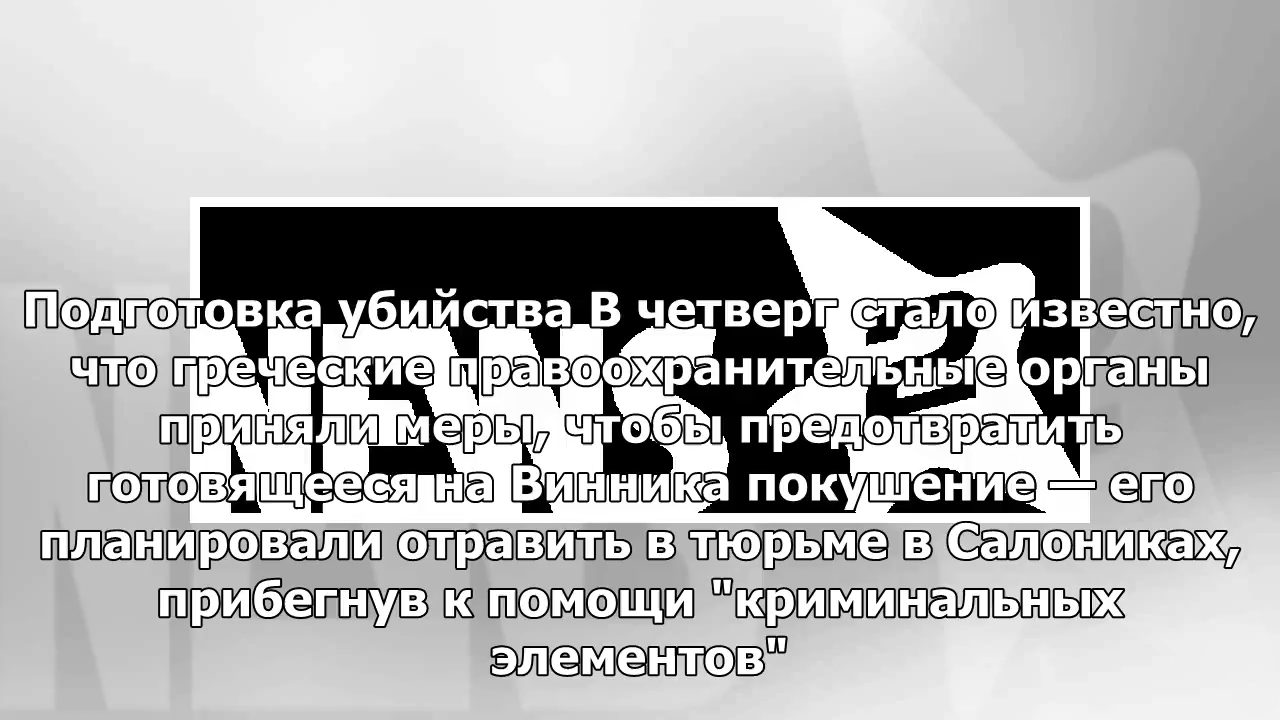 NEWS
Подготовка убийства В четверг стало известно,
что греческие правоохранительные органы
приняли меры, чтобы предотвратить
готовящееся на Винника покушение — его
планировали отравить в тюрьме в Салониках,
прибегнув к помощи "криминальных
элементов"